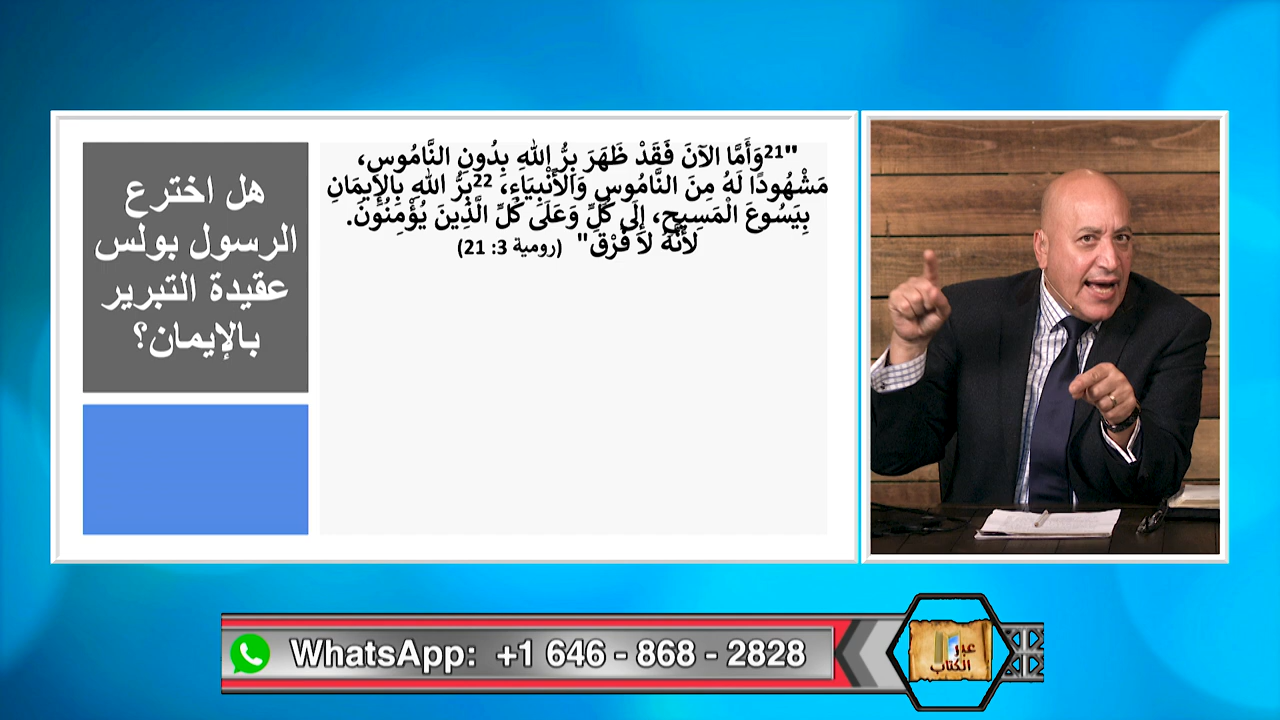 هل اخترع
الرسول بولس
عقيدة التبرير
بالإيمان؟
"21وَأَمَّا الآنَ فَقَدْ ظَهَرَ بِرُّ اللهِ بِدُونِ النَّامُوسِ،
مَشْهُودًا لَهُ مِنَ النَّامُوسِ وَالأَنْبِيَاءِ، 22بِرُّ اللهِ بِالإِيمَانِ
بِيَسُوعَ الْمَسِيحِ، إِلَى كُلِّ وَعَلَى كُلِّ الَّذِينَ يُؤْمِنُونَ.
لأَنَّهُ لاَ فَرْقَ" (رومية 3: 21)
WhatsApp: +1 646 - 868 - 2828
عبر
الكتاب